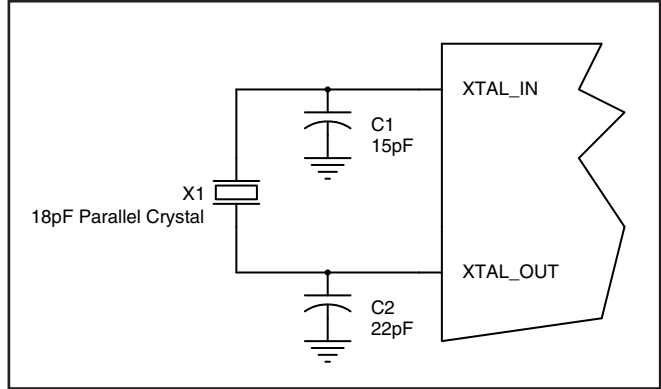 XTAL_IN
C1
15pF
X1
18pF Parallel Crystal
XTAL_OUT
C2
22pF